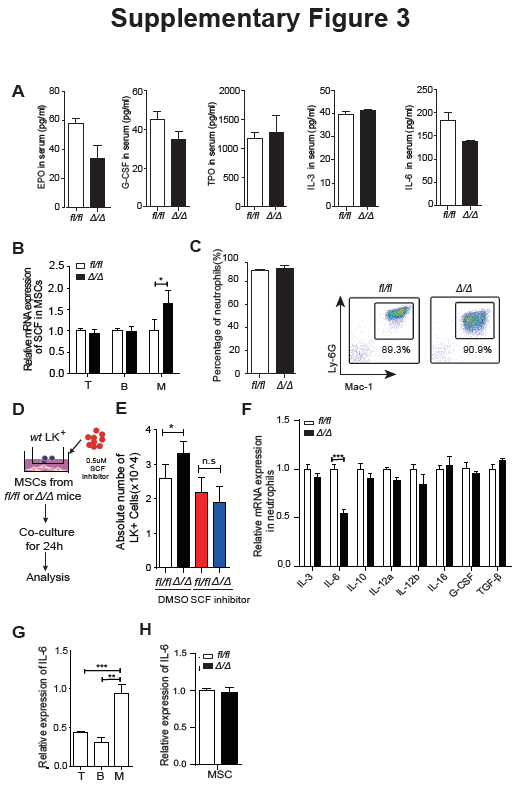 Supplementary Figure 3
A
EPO in serum (pg/ml)
80
60
40
20
0
fl/fl Δ/Δ
G-CSF in serum (pg/ml)
60
40
20
0
fl/fl Δ/Δ
TPO in serum (pg/ml)
2000
1500
1000
500
0
fl/fl Δ/Δ
IL-3 in serum (pg/ml)
50
40
30
20
10
0
fl/fl Δ/Δ
IL-6 in serum (pg/ml)
250
200
150
100
50
0
fl/fl Δ/Δ
B
fl/fl
Δ/Δ
Relative mRNA expression
of SCF in MSCs
2.5
2.0
1.5
1.0
0.5
0.0
*
T B M
C
Percentage of neutrophils(%)
100
80
60
40
20
0
fl/fl Δ/Δ
fl/fl Δ/Δ
Ly-6G
89.3% 90.9%
Mac-1
D
wt LK+
0.5uM
SCF
inhibitor
MSCs from
fl/fl or Δ/Δ mice
Co-culture
for 24h
Analysis
E
Absolute number of
LK+ Cells(x10^4)
4
3
2
1
0
* n.s
fl/fl Δ/Δ fl/fl Δ/Δ
DMSO SCF inhibitor
F
fl/fl
Δ/Δ
Relative mRNA expression
in neutrophils
1.5
1.0
0.5
0.0
***
IL-3 IL-6 IL-10 IL-12a IL-12b IL-16 G-CSF TGF-β
G
Relative expression of IL-6
1.5
1.0
0.5
0.0
***
**
T B M
H
fl/fl
Δ/Δ
Relative expression of IL-6
1.5
1.0
0.5
0.0
MSC